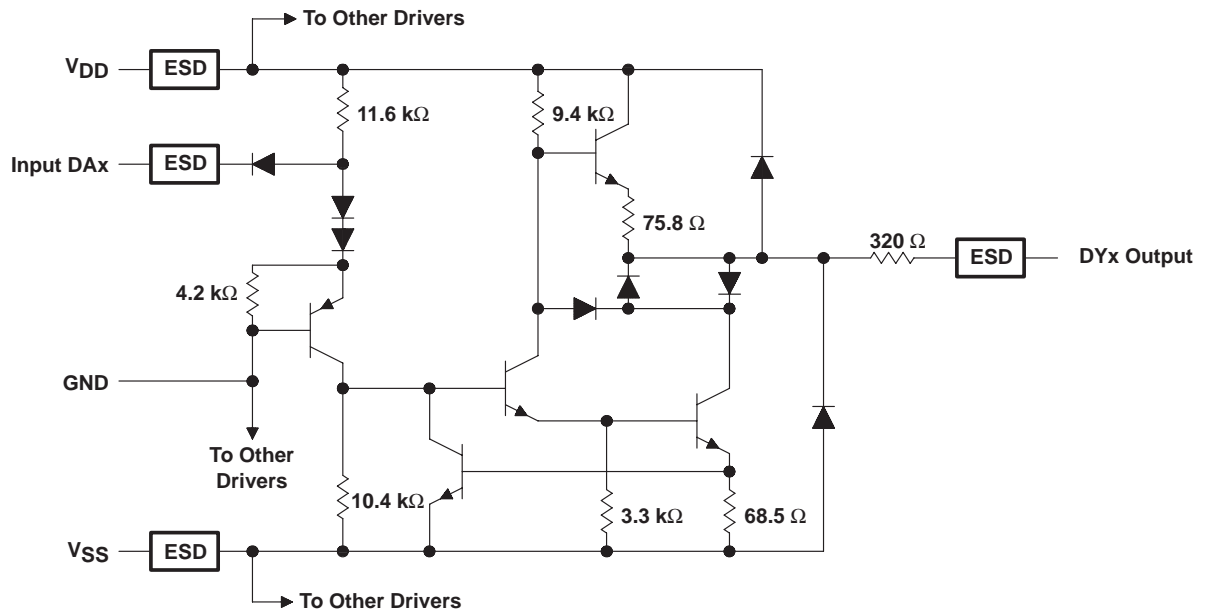 To Other Drivers
VDD
ESD
11.6 kΩ
9.4 kΩ
Input DAx
ESD
75.8 Ω
320 Ω
ESD
DYx Output
4.2 kΩ
GND
To Other
Drivers
10.4 kΩ
3.3 kΩ
68.5 Ω
VSS
ESD
To Other Drivers